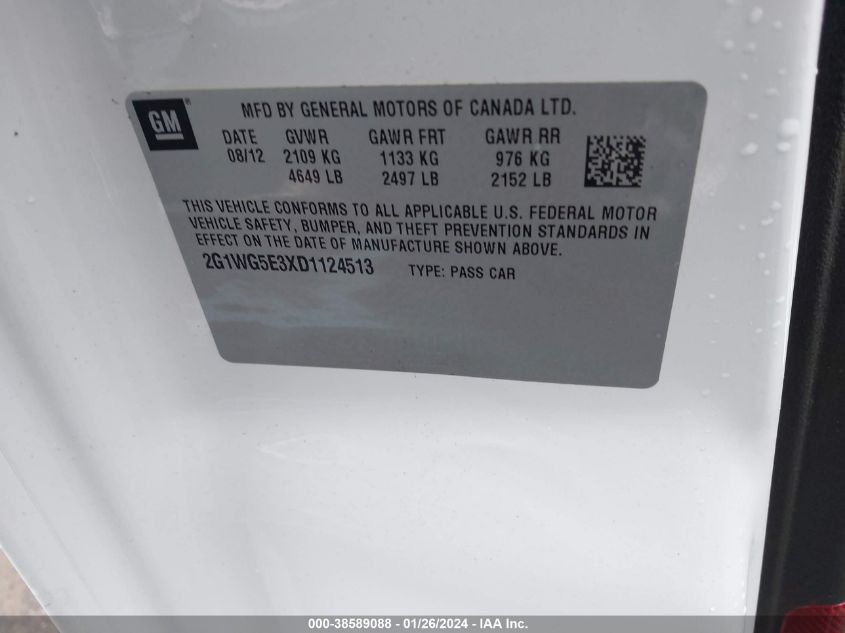 GM
MFD BY GENERAL MOTORS OF CANADA LTD.
DATE GVWR GAWR FRT GAWR RR
08/12 2109 KG 1133 KG 976 KG
4649 LB 2497 LB 2152 LB
THIS VEHICLE CONFORMS TO ALL APPLICABLE U.S. FEDERAL MOTOR
VEHICLE SAFETY, BUMPER, AND THEFT PREVENTION STANDARDS IN
EFFECT ON THE DATE OF MANUFACTURE SHOWN ABOVE.
2G1WG5E3XD1124513 TYPE: PASS CAR
000-38589088 - 01/26/2024 - IAA Inc.